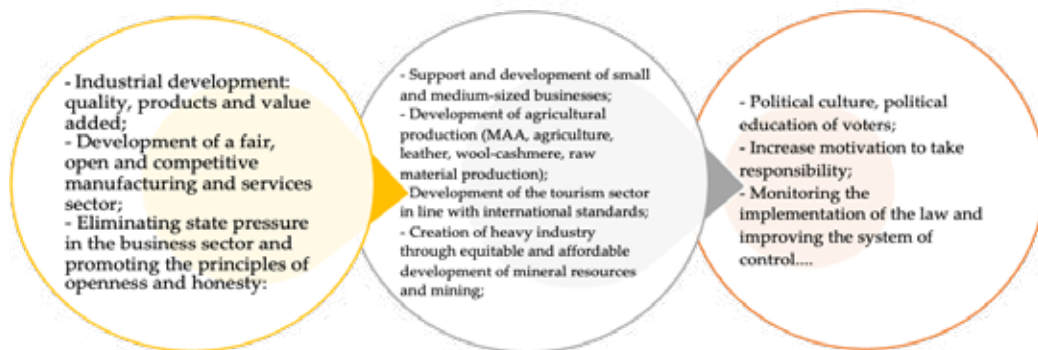 - Industrial development:
quality, products and value
added;
- Development of a fair,
open and competitive
manufacturing and services
sector;
- Eliminating state pressure
in the business sector and
promoting the principles of
openness and honesty:
- Support and development of small
and medium-sized businesses;
- Development of agricultural
production (MAA, agriculture,
leather, wool-cashmere, raw
material production);
- Development of the tourism sector
in line with international standards;
- Creation of heavy industry
through equitable and affordable
development of mineral resources
and mining;
- Political culture, political
education of voters;
- Increase motivation to take
responsibility;
- Monitoring the
implementation of the law and
improving the system of
control....